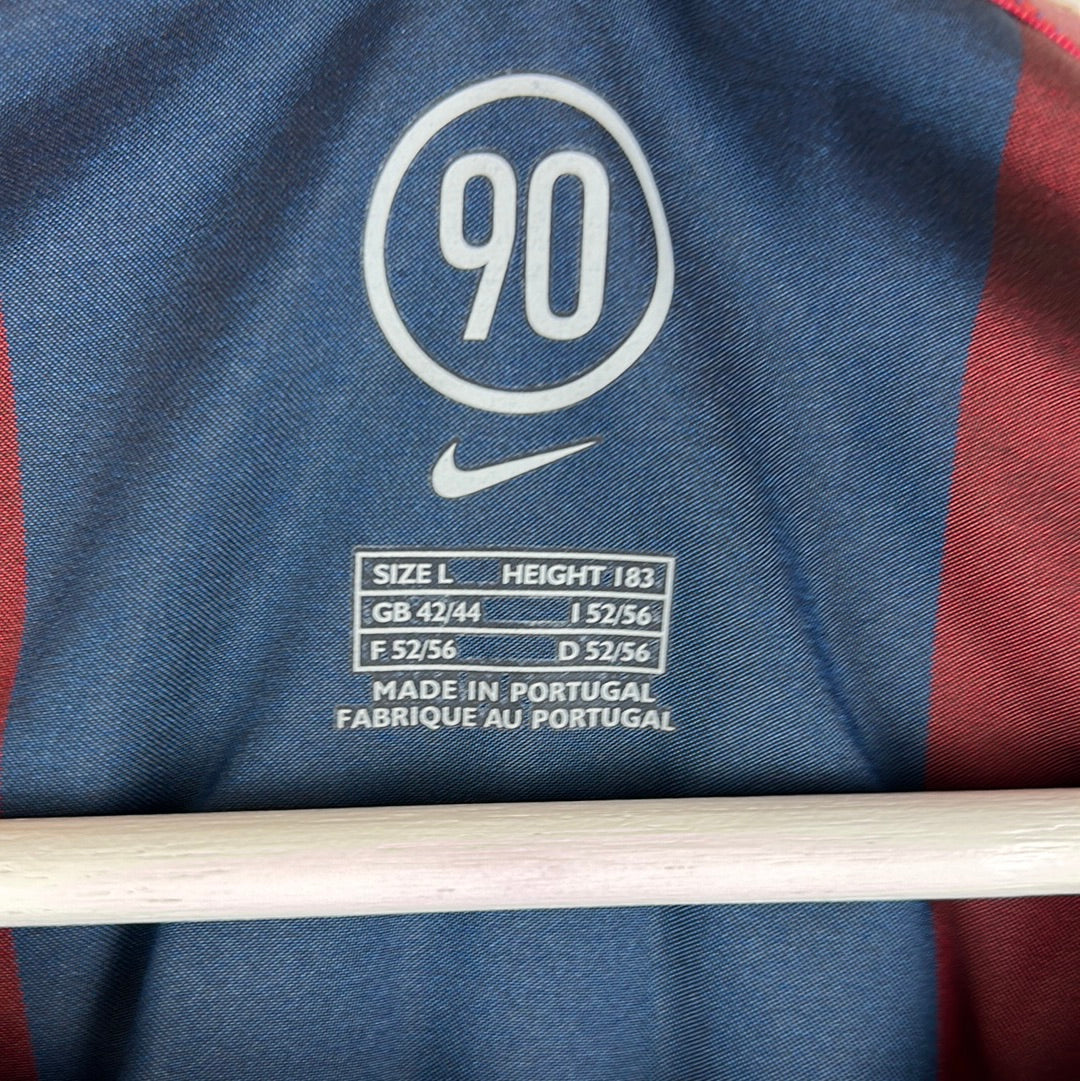 90
SIZE L HEIGHT 183
GB 42/44 I 52/56
F 52/56 D 52/56
MADE IN PORTUGAL
FABRIQUE AU PORTUGAL